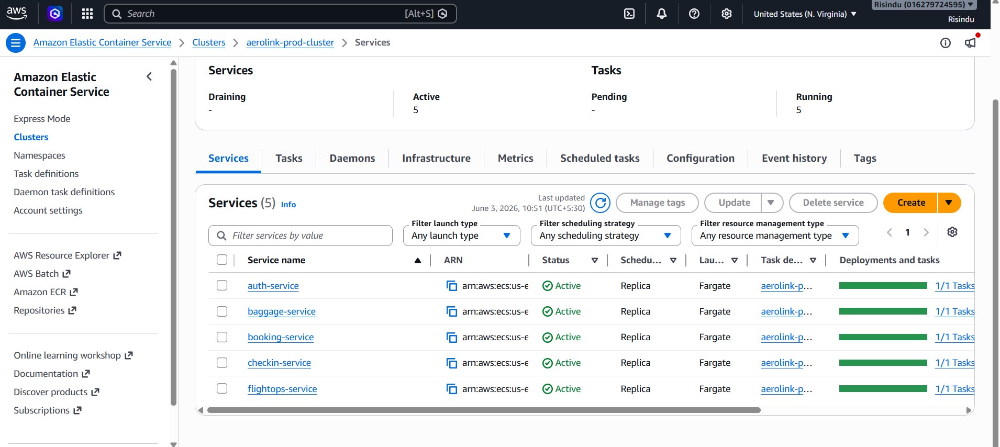 aws
Search
[Alt+S]
United States (N. Virginia)
Risindu (016279724595)
Risindu
Amazon Elastic Container Service
Clusters
aerolink-prod-cluster
Services
Amazon Elastic
Container Service
Express Mode
Clusters
Namespaces
Task definitions
Daemon task definitions
Account settings
AWS Resource Explorer
AWS Batch
Amazon ECR
Repositories
Online learning workshop
Documentation
Discover products
Subscriptions
Services
Tasks
Draining
Active
Pending
Running
-
5
-
5
Services
Tasks
Daemons
Infrastructure
Metrics
Scheduled tasks
Configuration
Event history
Tags
Services (5) Info
Last updated
June 3, 2026, 10:51 (UTC+5:30)
Manage tags
Update
Delete service
Create
Filter services by value
Filter launch type
Any launch type
Filter scheduling strategy
Any scheduling strategy
Filter resource management type
Any resource management type
1
Service name ARN Status Schedu... Lau... Task de... Deployments and tasks
auth-service arn:aws:ecs:us-e Active Replica Fargate aerolink-p... 1/1 Tasks
baggage-service arn:aws:ecs:us-e Active Replica Fargate aerolink-p... 1/1 Tasks
booking-service arn:aws:ecs:us-e Active Replica Fargate aerolink-p... 1/1 Tasks
checkin-service arn:aws:ecs:us-e Active Replica Fargate aerolink-p... 1/1 Tasks
flightops-service arn:aws:ecs:us-e Active Replica Fargate aerolink-p... 1/1 Tasks